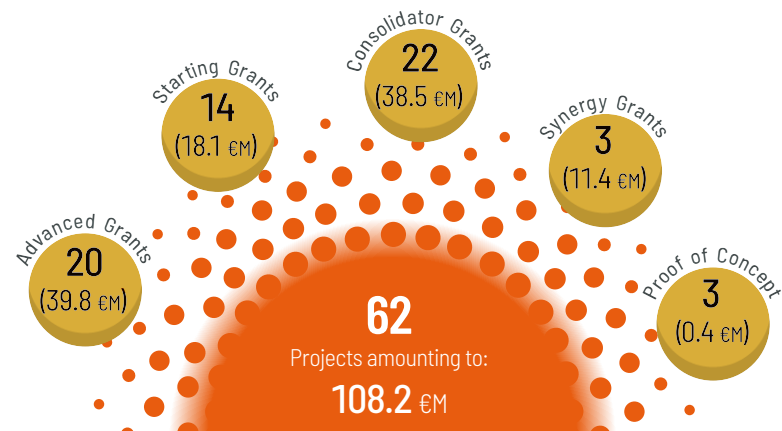 Consolidator Grants
22
(38.5 €M)
Starting Grants
14
(18.1 €M)
Synergy Grants
3
(11.4 €M)
Advanced Grants
20
(39.8 €M)
Proof of Concept
3
(0.4 €M)
62
Projects amounting to:
108.2 €M